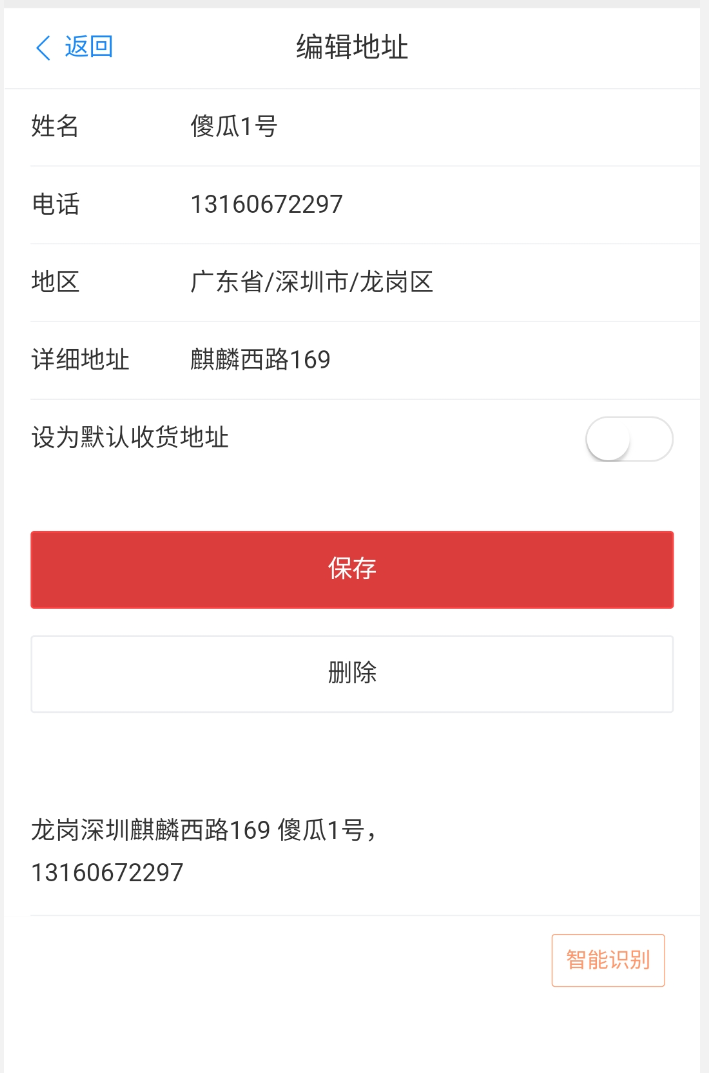 返回 编辑地址
姓名 傻瓜1号
电话 13160672297
地区 广东省/深圳市/龙岗区
详细地址 麒麟西路169
设为默认收货地址
保存
删除
龙岗深圳麒麟西路169 傻瓜1号，
13160672297
智能识别